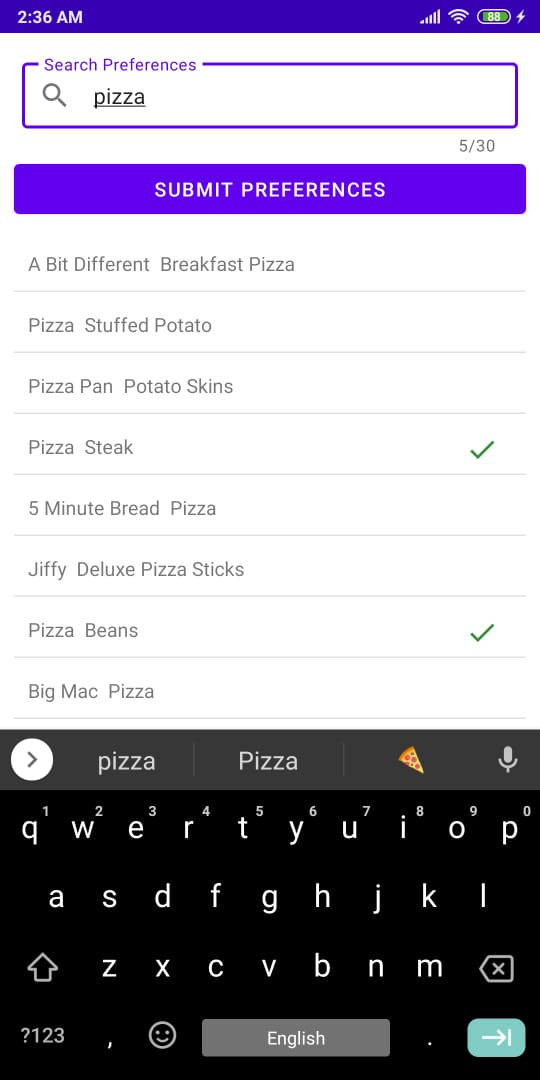 2:36 AM
88
Search Preferences
pizza
5/30
SUBMIT PREFERENCES
A Bit Different  Breakfast Pizza
Pizza  Stuffed Potato
Pizza Pan  Potato Skins
Pizza  Steak
5 Minute Bread  Pizza
Jiffy  Deluxe Pizza Sticks
Pizza  Beans
Big Mac  Pizza
pizza Pizza 🍕
1 2 3 4 5 6 7 8 9 0
q w e r t y u i o p
a s d f g h j k l
z x c v b n m
?123 , English .